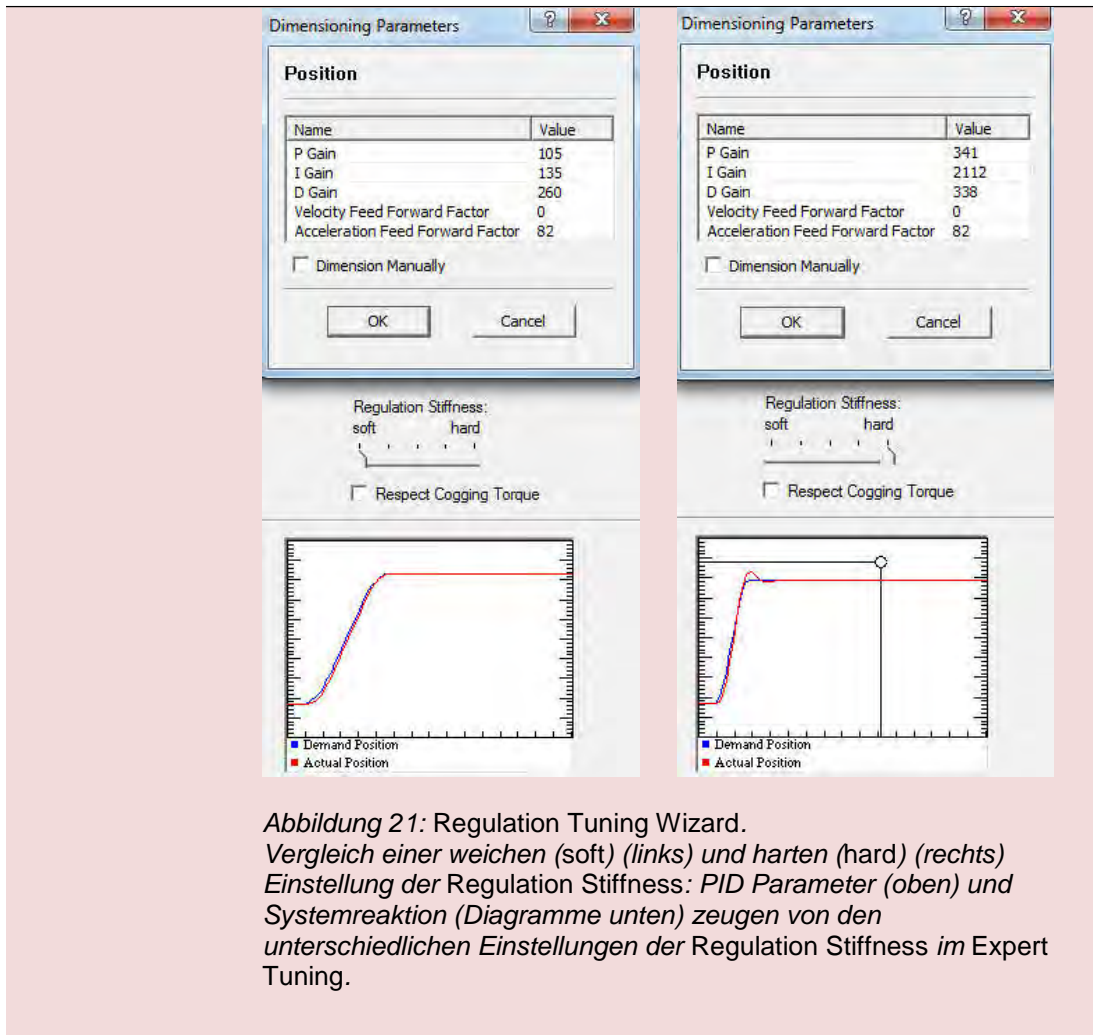 Dimensioning Parameters
Position
Name Value
P Gain 105
I Gain 135
D Gain 260
Velocity Feed Forward Factor 0
Acceleration Feed Forward Factor 82
Dimension Manually
OK Cancel
Regulation Stiffness:
soft hard
Respect Cogging Torque
Demand Position
Actual Position
Dimensioning Parameters
Position
Name Value
P Gain 341
I Gain 2112
D Gain 338
Velocity Feed Forward Factor 0
Acceleration Feed Forward Factor 82
Dimension Manually
OK Cancel
Regulation Stiffness:
soft hard
Respect Cogging Torque
Demand Position
Actual Position
Abbildung 21: Regulation Tuning Wizard.
Vergleich einer weichen (soft) (links) und harten (hard) (rechts)
Einstellung der Regulation Stiffness: PID Parameter (oben) und
Systemreaktion (Diagramme unten) zeugen von den
unterschiedlichen Einstellungen der Regulation Stiffness im Expert
Tuning.